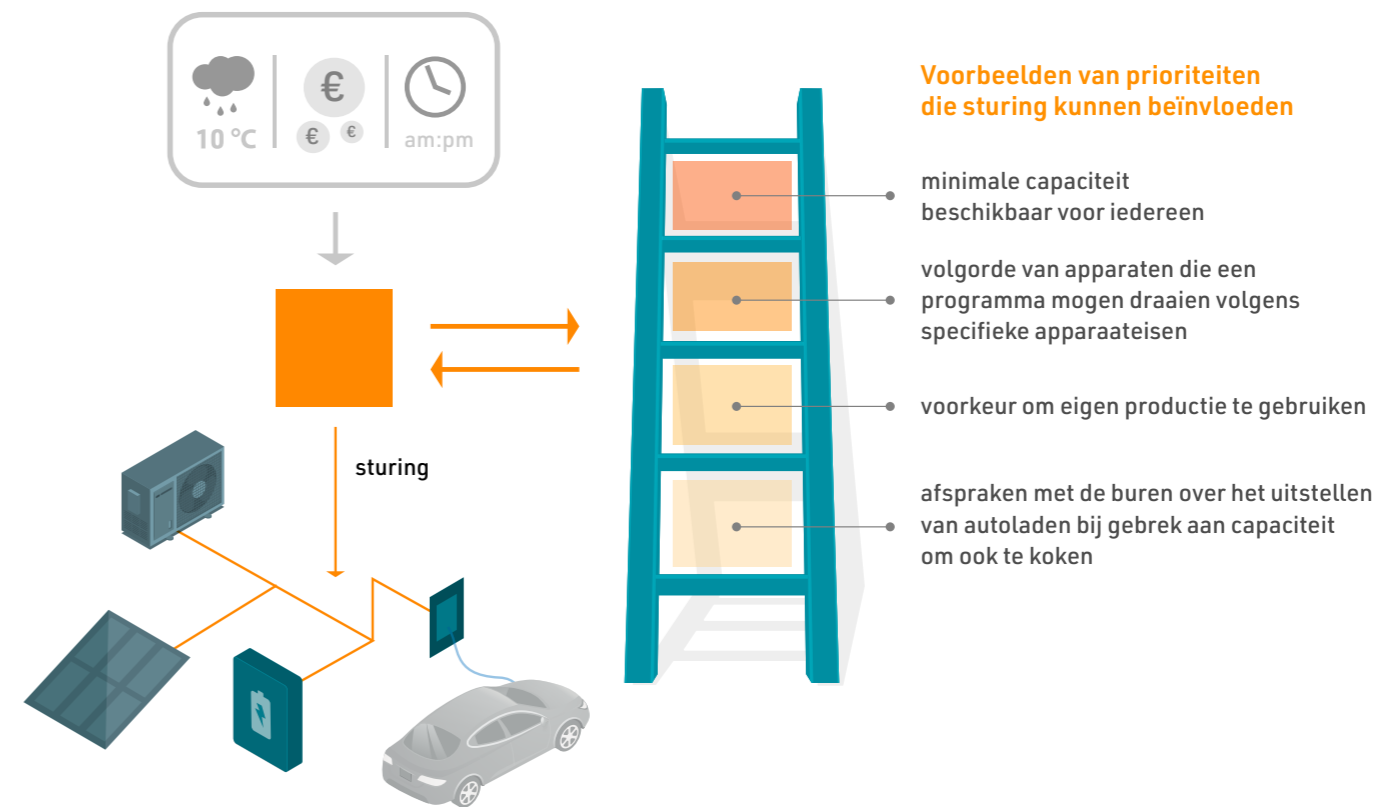 €
€
€
10 °C
am:pm
sturing
Voorbeelden van prioriteiten
die sturing kunnen beïnvloeden
minimale capaciteit
beschikbaar voor iedereen
volgorde van apparaten die een
programma mogen draaien volgens
specifieke apparaateisen
voorkeur om eigen productie te gebruiken
afspraken met de buren over het uitstellen
van autoladen bij gebrek aan capaciteit
om ook te koken